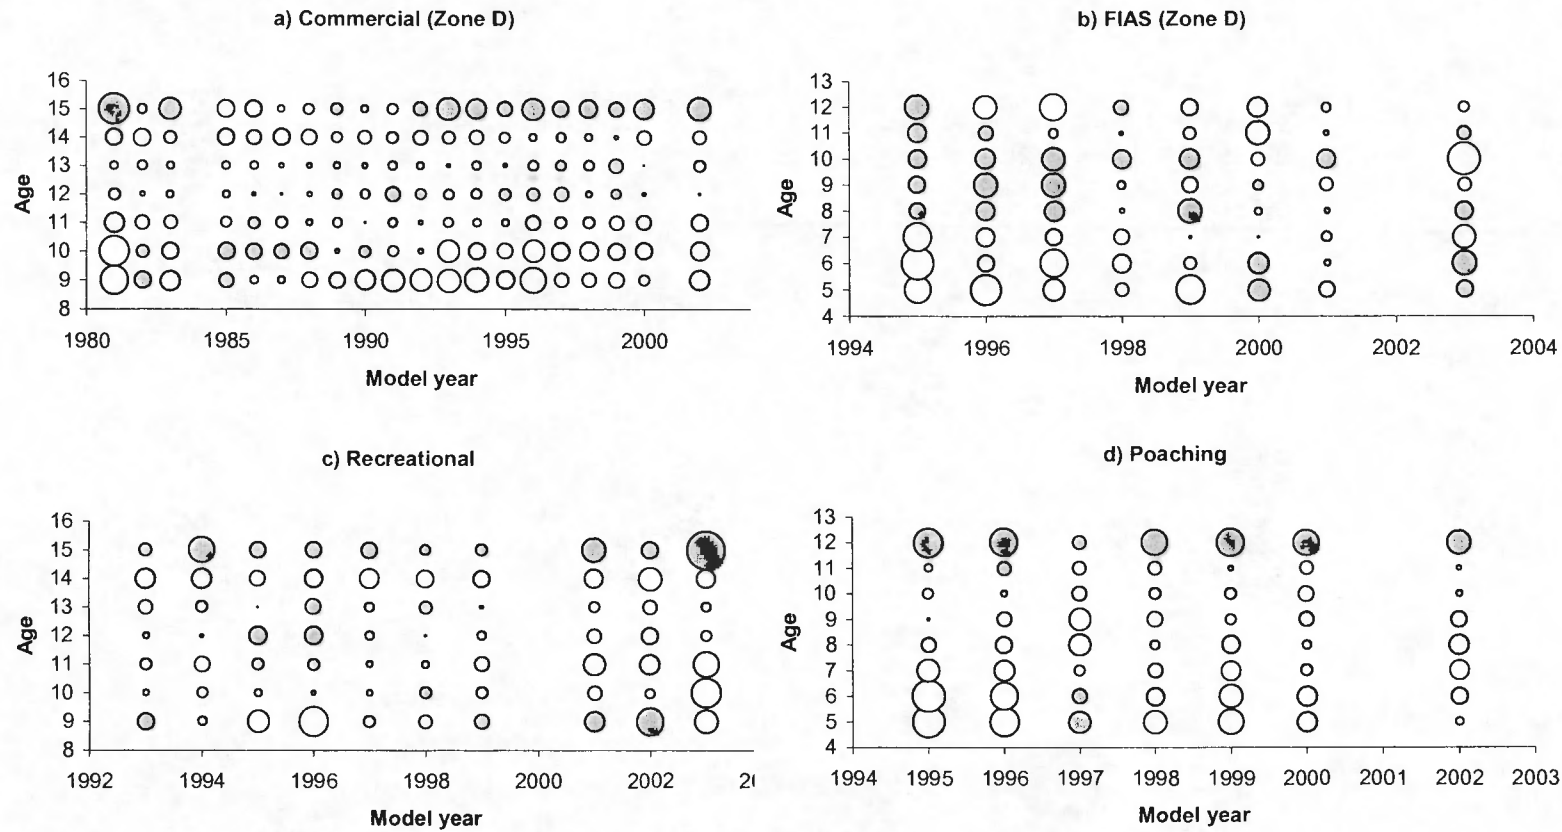 a) Commercial (Zone D)
16
15
14
13
12
11
10
9
8
Age
1980 1985 1990 1995 2000
Model year
b) FIAS (Zone D)
13
12
11
10
9
8
7
6
5
4
Age
1994 1996 1998 2000 2002 2004
Model year
c) Recreational
16
15
14
13
12
11
10
9
8
Age
1992 1994 1996 1998 2000 2002 2
Model year
d) Poaching
13
12
11
10
9
8
7
6
5
4
Age
1994 1995 1996 1997 1998 1999 2000 2001 2002 2003
Model year